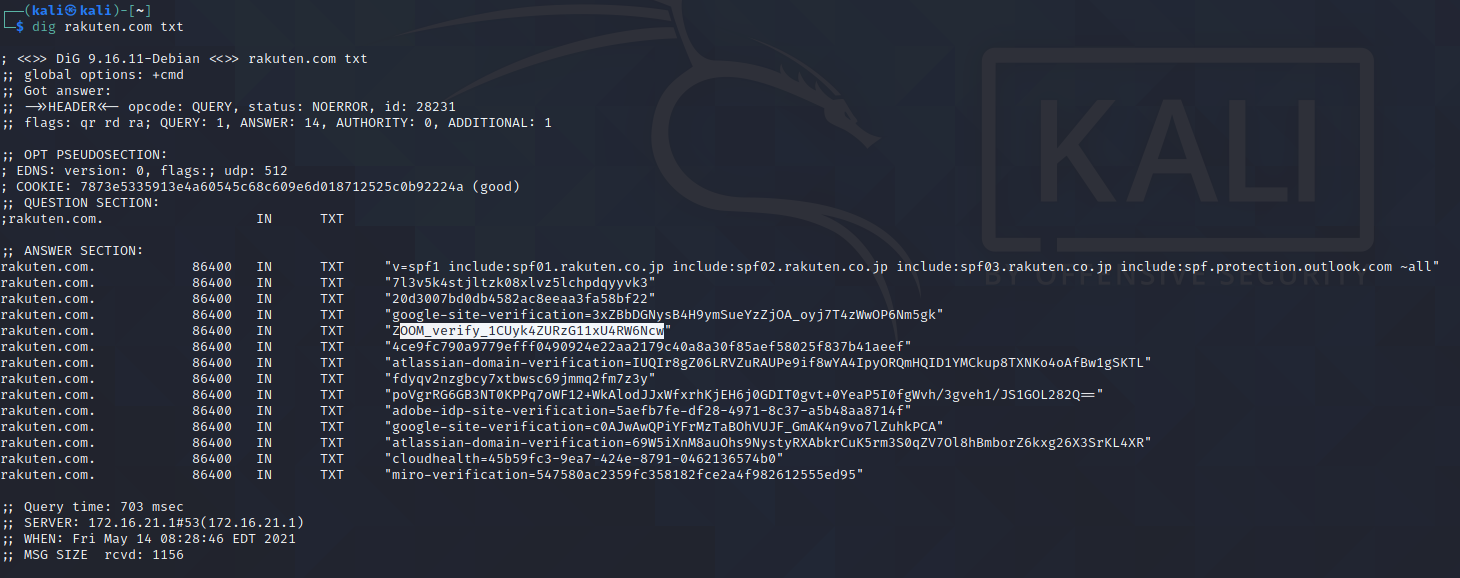 ┌──(kali㉿kali)-[~]
└─$ dig rakuten.com txt
; <<>> DiG 9.16.11-Debian <<>> rakuten.com txt
;; global options: +cmd
;; Got answer:
;; ->>HEADER<<- opcode: QUERY, status: NOERROR, id: 28231
;; flags: qr rd ra; QUERY: 1, ANSWER: 14, AUTHORITY: 0, ADDITIONAL: 1
;; OPT PSEUDOSECTION:
; EDNS: version: 0, flags:; udp: 512
; COOKIE: 7873e5335913e4a60545c68c609e6d018712525c0b92224a (good)
;; QUESTION SECTION:
;rakuten.com. IN TXT
;; ANSWER SECTION:
rakuten.com. 86400 IN TXT "v=spf1 include:spf01.rakuten.co.jp include:spf02.rakuten.co.jp include:spf03.rakuten.co.jp include:spf.protection.outlook.com ~all"
rakuten.com. 86400 IN TXT "7l3v5k4stjltzk08xlvz5lchpdqyyvk3"
rakuten.com. 86400 IN TXT "20d3007bd0db4582ac8eeaa3fa58bf22"
rakuten.com. 86400 IN TXT "google-site-verification=3xZBbDGNysB4H9ymSueYzZjOA_oyj7T4zWwOP6Nm5gk"
rakuten.com. 86400 IN TXT "ZOOM_verify_1CUyk4ZURzG11xU4RW6Ncw"
rakuten.com. 86400 IN TXT "4ce9fc790a9779efff0490924e22aa2179c40a8a30f85aef58025f837b41aeef"
rakuten.com. 86400 IN TXT "atlassian-domain-verification=IUQIr8gZ06LRVZuRAUPe9if8wYA4IpyORQmHQID1YMCkup8TXNKo4oAfBw1gSKTL"
rakuten.com. 86400 IN TXT "fdyqv2nzgbcy7xtbwsc69jmmq2fm7z3y"
rakuten.com. 86400 IN TXT "poVgrRG6GB3NT0KPPq7oWF12+WkAlodJJxWfxrhKjEH6j0GDIT0gvt+0YeaP5I0fgWvh/3gveh1/JS1GOL282Q=="
rakuten.com. 86400 IN TXT "adobe-idp-site-verification=5aefb7fe-df28-4971-8c37-a5b48aa8714f"
rakuten.com. 86400 IN TXT "google-site-verification=c0AJwAwQPiYFrMzTaBOhVUJF_GmAK4n9vo7lZuhkPCA"
rakuten.com. 86400 IN TXT "atlassian-domain-verification=69W5iXnM8auOhs9NystyRXAbkrCuK5rm3S0qZV7Ol8hBmborZ6kxg26X3SrKL4XR"
rakuten.com. 86400 IN TXT "cloudhealth=45b59fc3-9ea7-424e-8791-0462136574b0"
rakuten.com. 86400 IN TXT "miro-verification=547580ac2359fc358182fce2a4f982612555ed95"
;; Query time: 703 msec
;; SERVER: 172.16.21.1#53(172.16.21.1)
;; WHEN: Fri May 14 08:28:46 EDT 2021
;; MSG SIZE rcvd: 1156
KALI
BY OFFENSIVE SECURITY